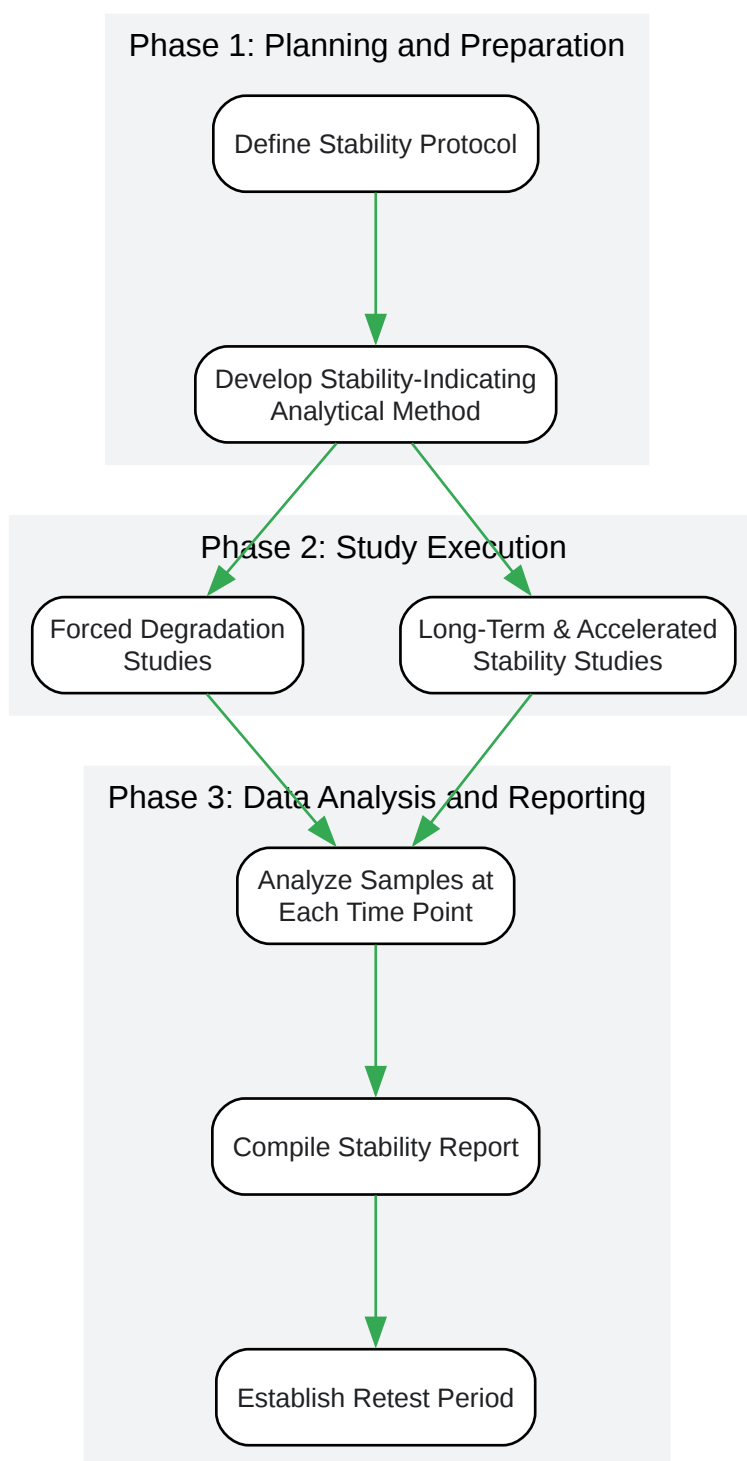 Phase 1: Planning and Preparation
Define Stability Protocol
Develop Stability-Indicating
Analytical Method
Phase 2: Study Execution
Forced Degradation
Studies
Long-Term & Accelerated
Stability Studies
Phase 3: Data Analysis and Reporting
Analyze Samples at
Each Time Point
Compile Stability Report
Establish Retest Period